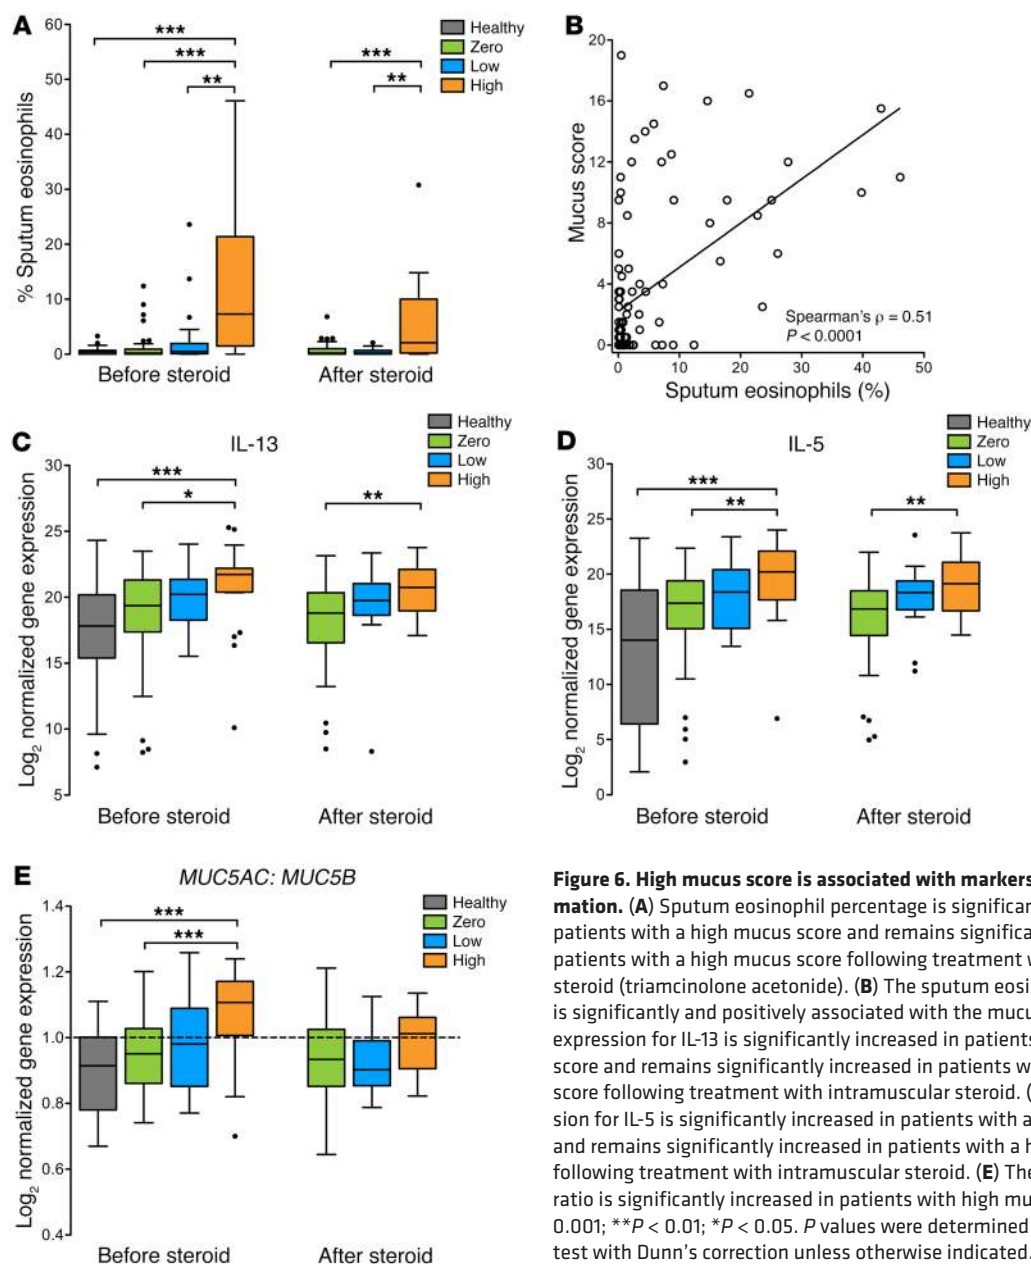 A
60
50
40
30
20
10
0
% Sputum eosinophils
***
***
**
***
**
Healthy
Zero
Low
High
Before steroid
After steroid
B
20
16
12
8
4
0
Mucus score
Spearman's ρ = 0.51
P < 0.0001
0
10
20
30
40
50
Sputum eosinophils (%)
C
IL-13
Healthy
Zero
Low
High
30
25
20
15
10
5
Log2 normalized gene expression
***
*
**
Before steroid
After steroid
D
IL-5
Healthy
Zero
Low
High
30
25
20
15
10
5
0
Log2 normalized gene expression
***
**
**
Before steroid
After steroid
E
MUC5AC: MUC5B
Healthy
Zero
Low
High
1.4
1.2
1.0
0.8
0.6
0.4
Log2 normalized gene expression
***
***
Before steroid
After steroid
Figure 6. High mucus score is associated with markers
mation. (A) Sputum eosinophil percentage is significan
patients with a high mucus score and remains significa
patients with a high mucus score following treatment w
steroid (triamcinolone acetonide). (B) The sputum eosi
is significantly and positively associated with the mucu
expression for IL-13 is significantly increased in patients
score and remains significantly increased in patients w
score following treatment with intramuscular steroid. (
sion for IL-5 is significantly increased in patients with a
and remains significantly increased in patients with a h
following treatment with intramuscular steroid. (E) The
ratio is significantly increased in patients with high mu
0.001; **P < 0.01; *P < 0.05. P values were determined
test with Dunn's correction unless otherwise indicated.